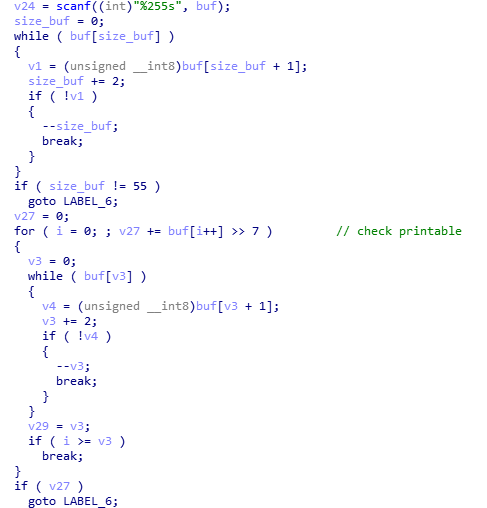 v24 = scanf((int)"%255s", buf);
size_buf = 0;
while ( buf[size_buf] )
{
v1 = (unsigned __int8)buf[size_buf + 1];
size_buf += 2;
if ( !v1 )
{
--size_buf;
break;
}
}
if ( size_buf != 55 )
goto LABEL_6;
v27 = 0;
for ( i = 0; ; v27 += buf[i++] >> 7 ) // check printable
{
v3 = 0;
while ( buf[v3] )
{
v4 = (unsigned __int8)buf[v3 + 1];
v3 += 2;
if ( !v4 )
{
--v3;
break;
}
}
v29 = v3;
if ( i >= v3 )
break;
}
if ( v27 )
goto LABEL_6;